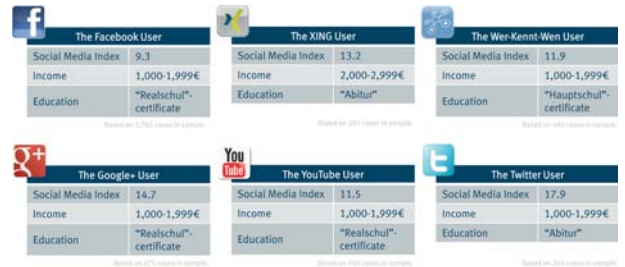 f
The Facebook User
Social Media Index 9.3
Income 1,000-1,999€
Education "Realschul"-
certificate
The XING User
Social Media Index 13.2
Income 2,000-2,999€
Education "Abitur"
The Wer-Kennt-Wen User
Social Media Index 11.9
Income 1,000-1,999€
Education "Hauptschul"-
certificate
g+
The Google+ User
Social Media Index 14.7
Income 1,000-1,999€
Education "Realschul"-
certificate
You
Tube
The YouTube User
Social Media Index 11.5
Income 1,000-1,999€
Education "Realschul"-
certificate
t
The Twitter User
Social Media Index 17.9
Income 1,000-1,999€
Education "Abitur"